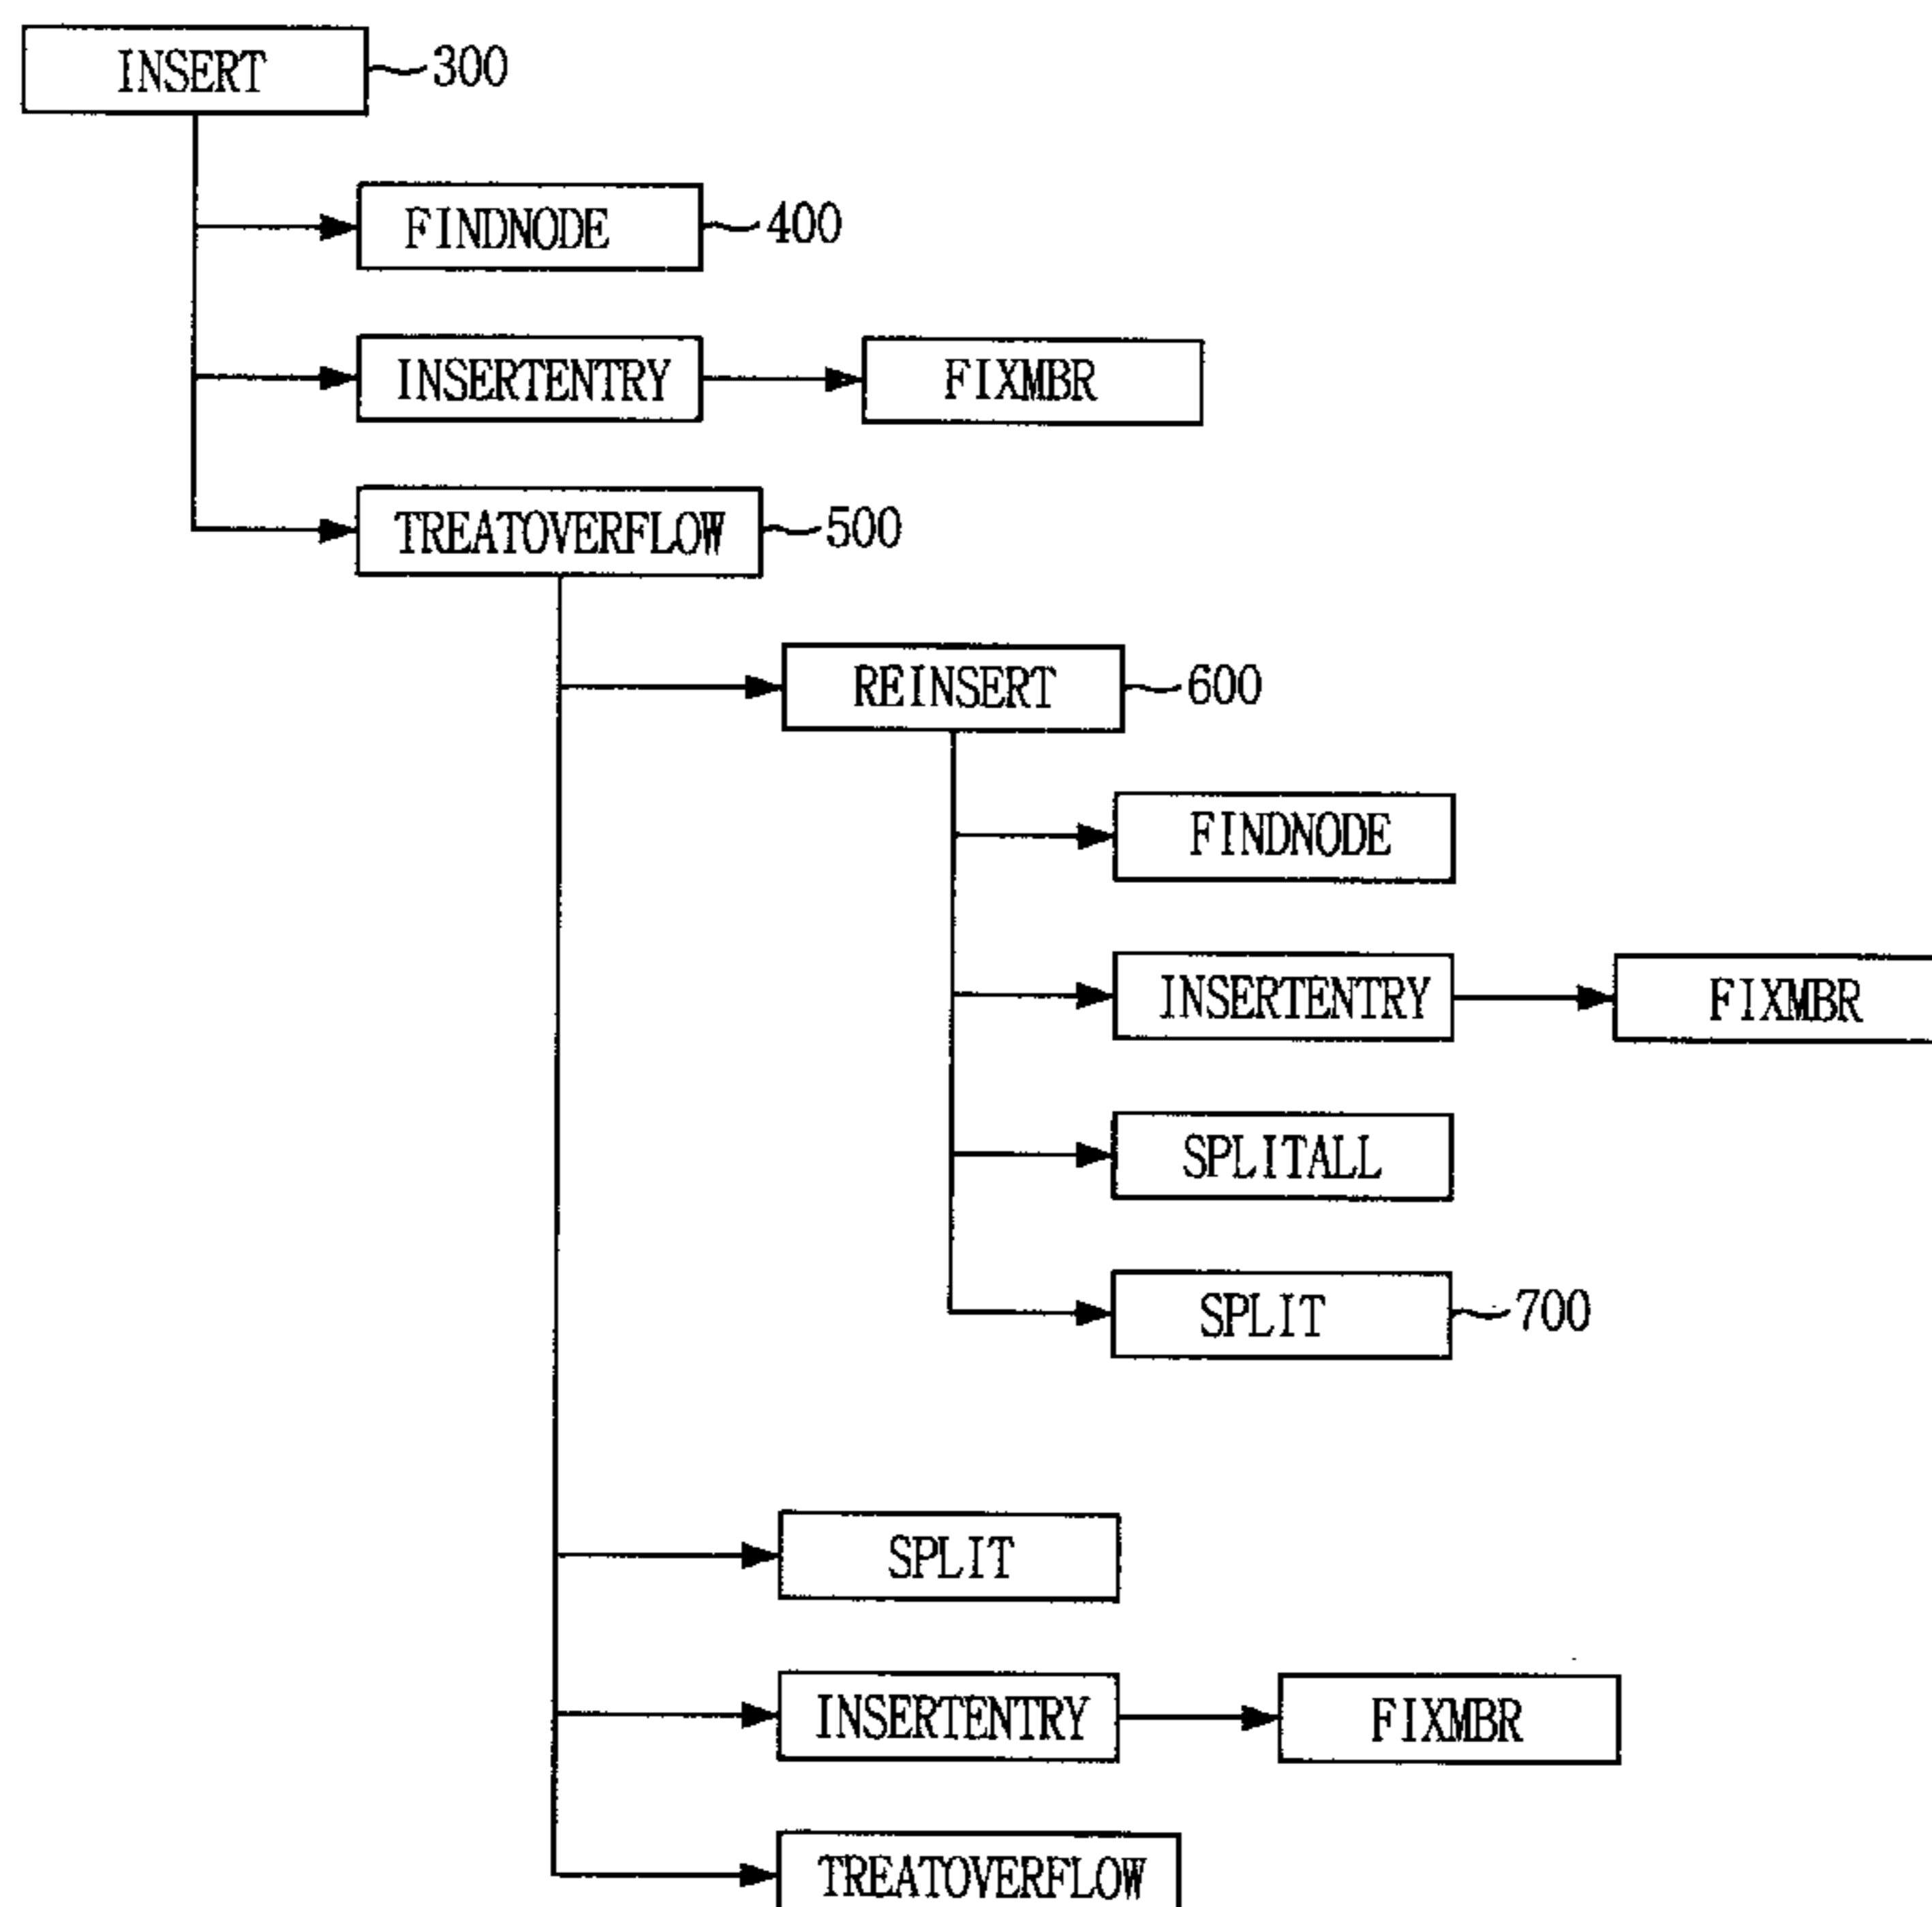 INSERT 300
FINDNODE 400
INSERTENTRY FIXMBR
TREATOVERFLOW 500
REINSERT 600
FINDNODE
INSERTENTRY FIXMBR
SPLITALL
SPLIT 700
SPLIT
INSERTENTRY FIXMBR
TREATOVERFLOW